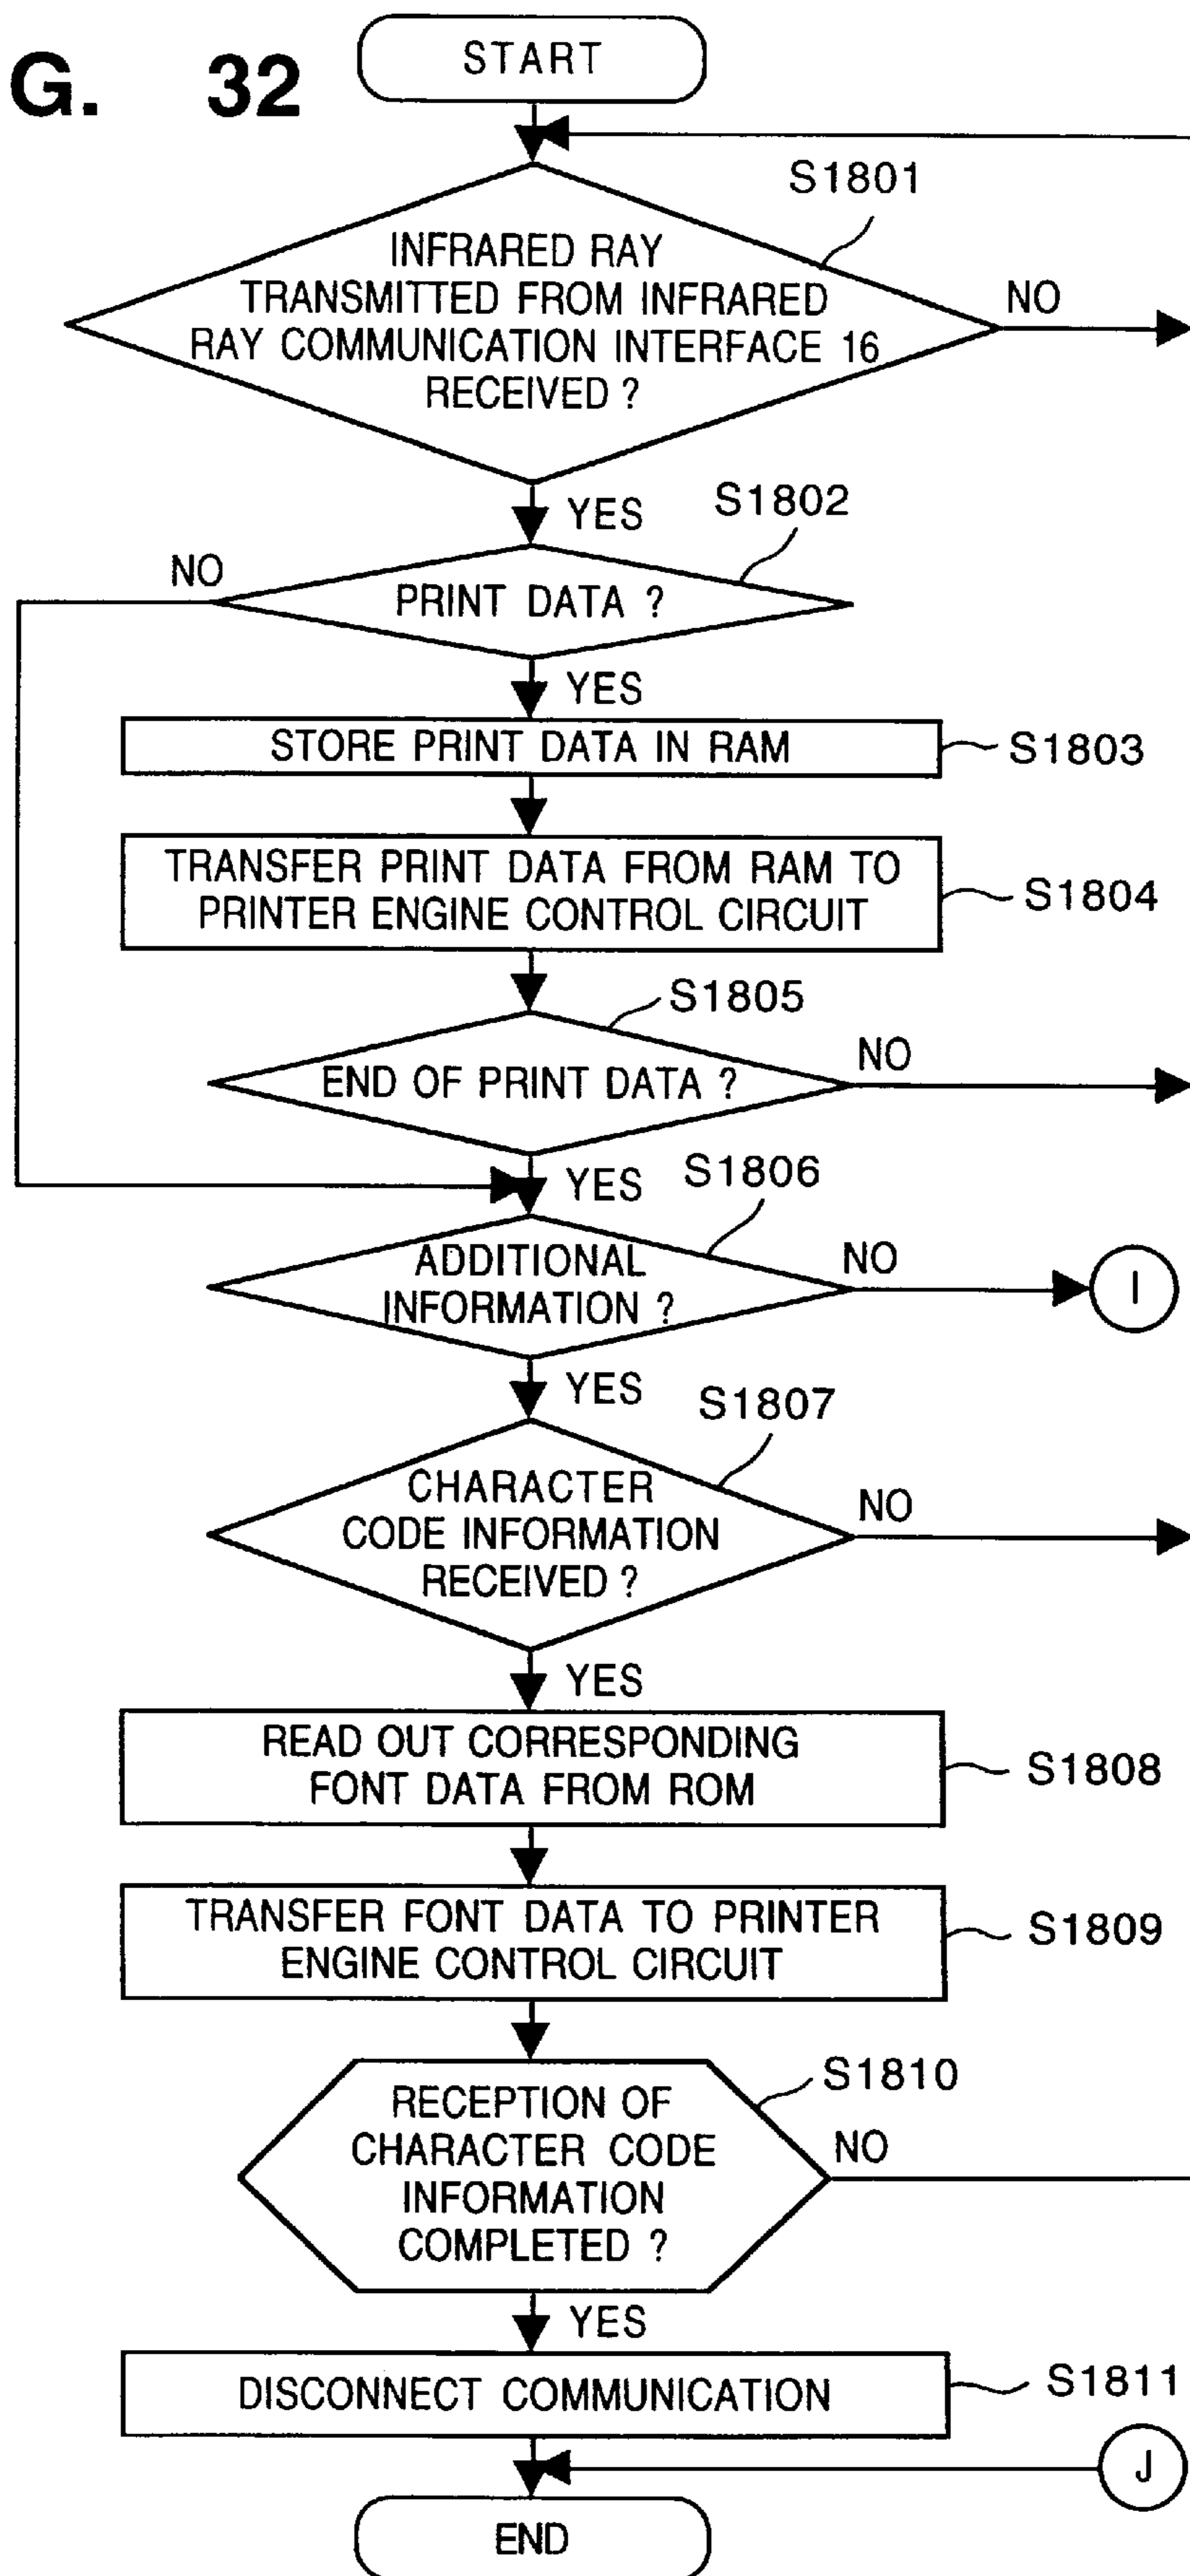 G. 32
START
S1801
INFRARED RAY
TRANSMITTED FROM INFRARED
RAY COMMUNICATION INTERFACE 16
RECEIVED ?
NO
YES
S1802
NO
PRINT DATA ?
YES
STORE PRINT DATA IN RAM
S1803
TRANSFER PRINT DATA FROM RAM TO
PRINTER ENGINE CONTROL CIRCUIT
S1804
S1805
END OF PRINT DATA ?
NO
YES
S1806
ADDITIONAL
INFORMATION ?
NO
I
YES
S1807
CHARACTER
CODE INFORMATION
RECEIVED ?
NO
YES
READ OUT CORRESPONDING
FONT DATA FROM ROM
S1808
TRANSFER FONT DATA TO PRINTER
ENGINE CONTROL CIRCUIT
S1809
S1810
RECEPTION OF
CHARACTER CODE
INFORMATION
COMPLETED ?
NO
YES
DISCONNECT COMMUNICATION
S1811
J
END